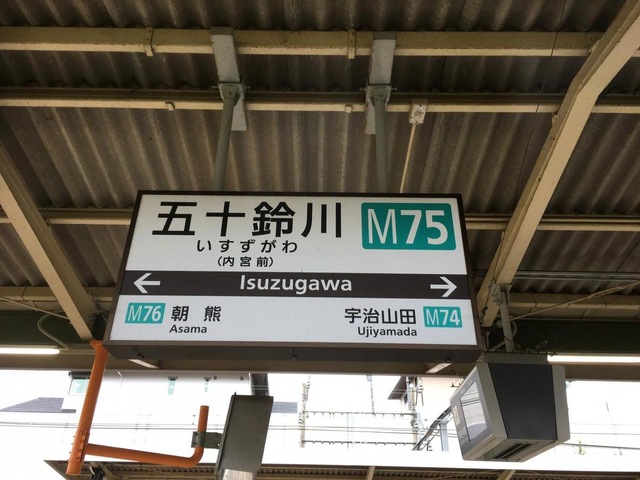 五十鈴川 M75
いすずがわ
(内宮前)
← Isuzugawa →
M76 朝熊 宇治山田 M74
Asama Ujiyamada